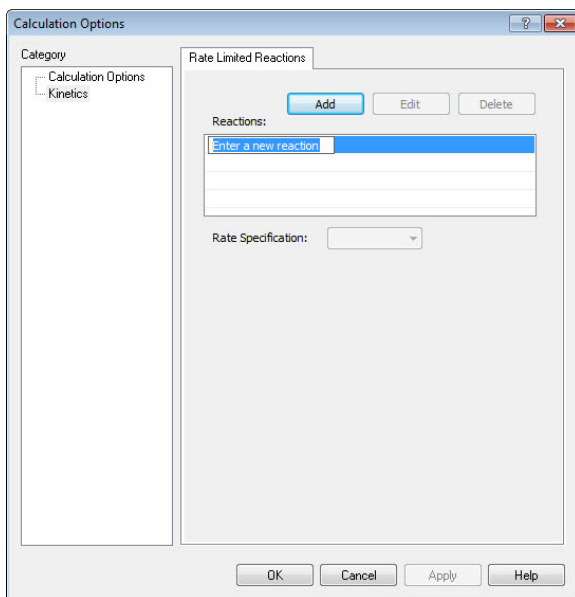 Calculation Options
?
Category
Calculation Options
Kinetics
Rate Limited Reactions
Add Edit Delete
Reactions:
Enter a new reaction
Rate Specification:
OK Cancel Apply Help